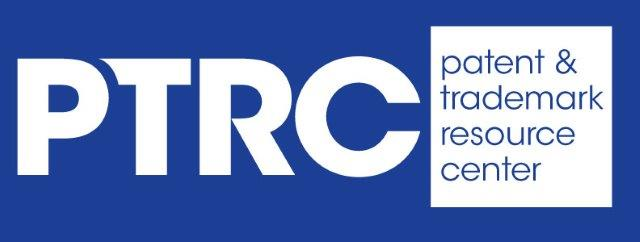 PTRC
patent &
trademark
resource
center